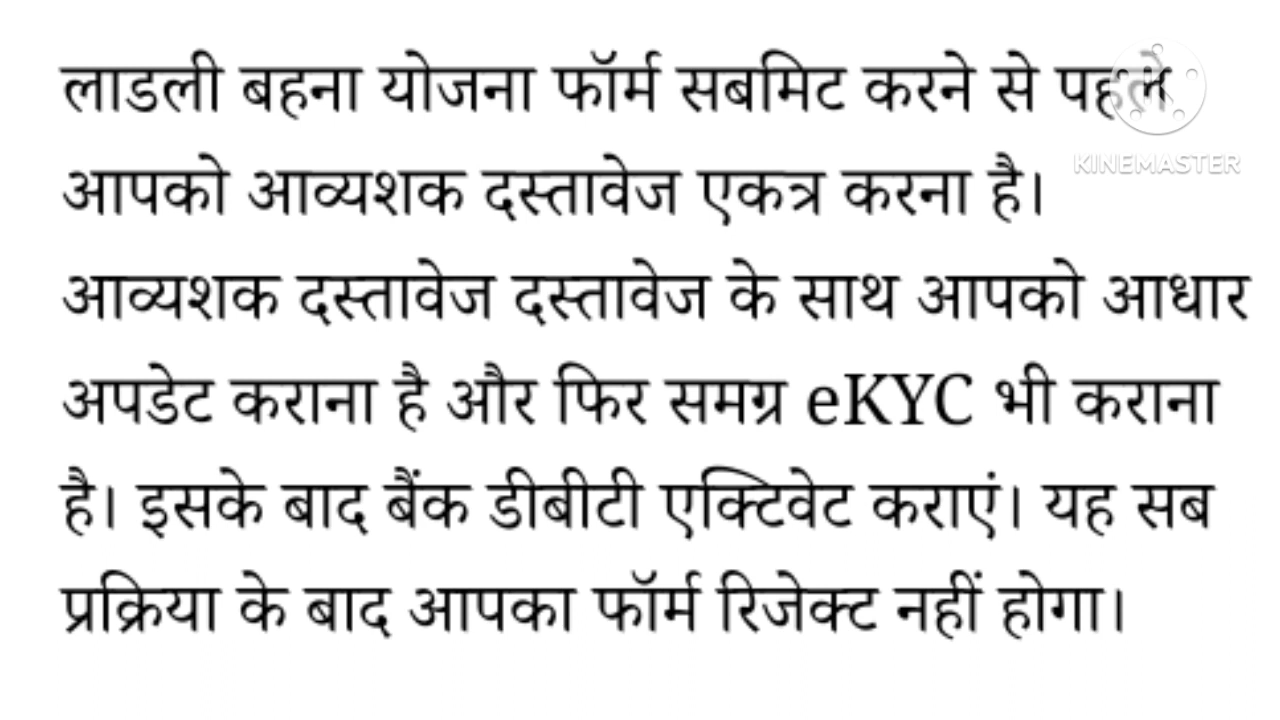 लाडली बहना योजना फॉर्म सबमिट करने से पहले
KINEMASTER
आपको आव्यशक दस्तावेज एकत्र करना है।
आव्यशक दस्तावेज दस्तावेज के साथ आपको आधार
अपडेट कराना है और फिर समग्र eKYC भी कराना
है। इसके बाद बैंक डीबीटी एक्टिवेट कराएं। यह सब
प्रक्रिया के बाद आपका फॉर्म रिजेक्ट नहीं होगा।